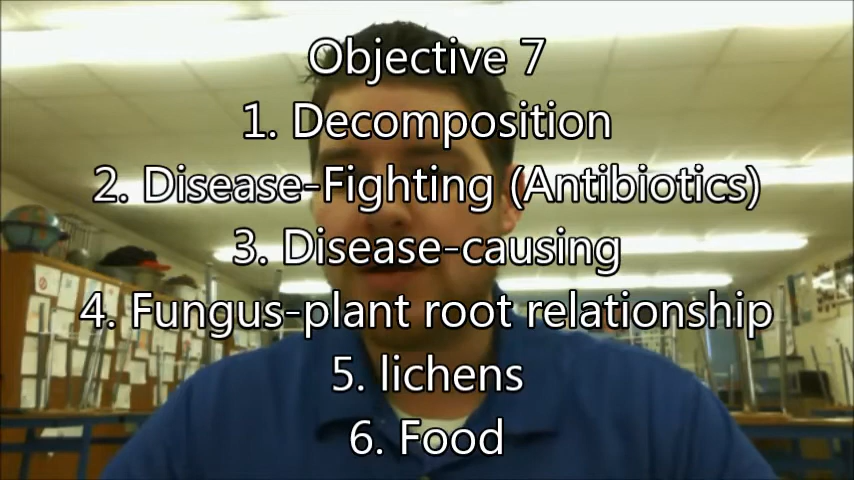 Objective 7
1. Decomposition
2. Disease-Fighting (Antibiotics)
3. Disease-causing
4. Fungus-plant root relationship
5. lichens
6. Food